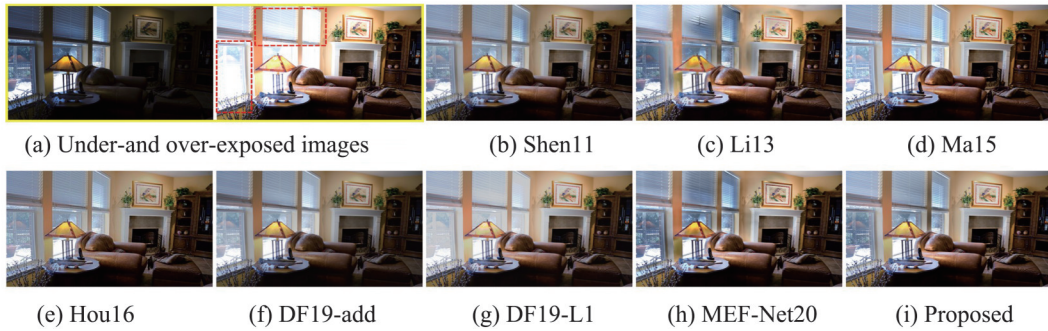 (a) Under-and over-exposed images
(b) Shen11
(c) Li13
(d) Ma15
(e) Hou16
(f) DF19-add
(g) DF19-L1
(h) MEF-Net20
(i) Proposed